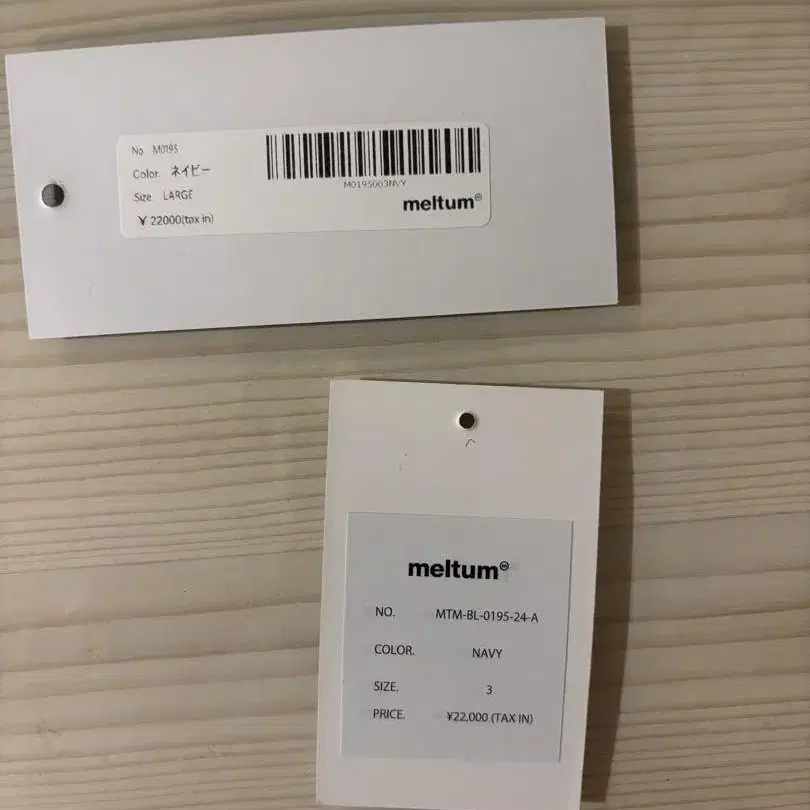 No. M0195
Color. ネイビー
Size. LARGE
¥ 22000(tax in)
M0195003NVY
meltum®
meltum®
NO. MTM-BL-0195-24-A
COLOR. NAVY
SIZE. 3
PRICE. ¥22,000 (TAX IN)